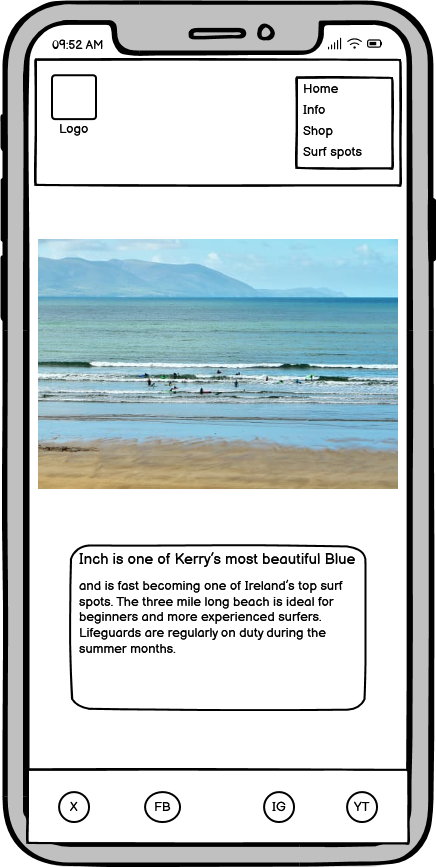 09:52 AM
Logo
Home
Info
Shop
Surf spots
Inch is one of Kerry's most beautiful Blue
and is fast becoming one of Ireland's top surf
spots. The three mile long beach is ideal for
beginners and more experienced surfers.
Lifeguards are regularly on duty during the
summer months.
X
FB
IG
YT